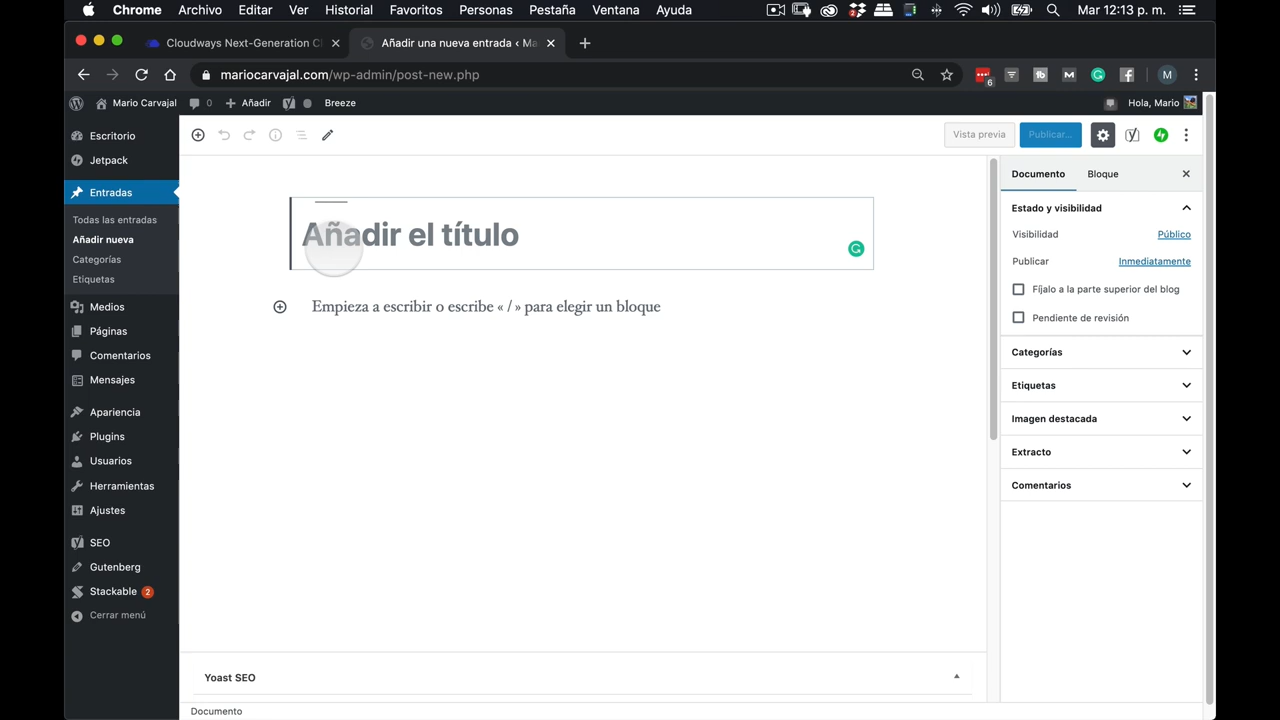 Chrome Archivo Editar Ver Historial Favoritos Personas Pestaña Ventana Ayuda Mar 12:13 p. m.
Cloudways Next-Generation Cl Añadir una nueva entrada ‹ Ma
mariocarvajal.com/wp-admin/post-new.php 6 M
Mario Carvajal 0 Añadir Breeze Hola, Mario
Escritorio
Jetpack
Entradas
Todas las entradas
Añadir nueva
Categorías
Etiquetas
Medios
Páginas
Comentarios
Mensajes
Apariencia
Plugins
Usuarios
Herramientas
Ajustes
SEO
Gutenberg
Stackable 2
Cerrar menú
Vista previa Publicar...
Añadir el título
Empieza a escribir o escribe « / » para elegir un bloque
Yoast SEO
Documento
Documento Bloque
Estado y visibilidad
Visibilidad Público
Publicar Inmediatamente
Fíjalo a la parte superior del blog
Pendiente de revisión
Categorías
Etiquetas
Imagen destacada
Extracto
Comentarios